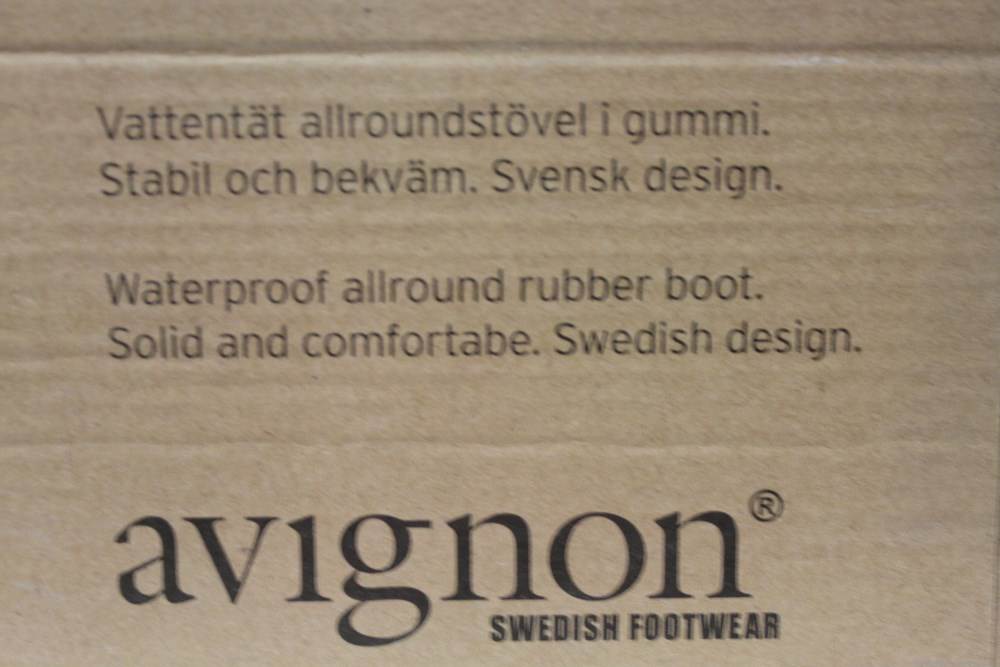 Vattentät allroundstövel i gummi.
Stabil och bekväm. Svensk design.
Waterproof allround rubber boot.
Solid and comfortabe. Swedish design.
avignon®
SWEDISH FOOTWEAR